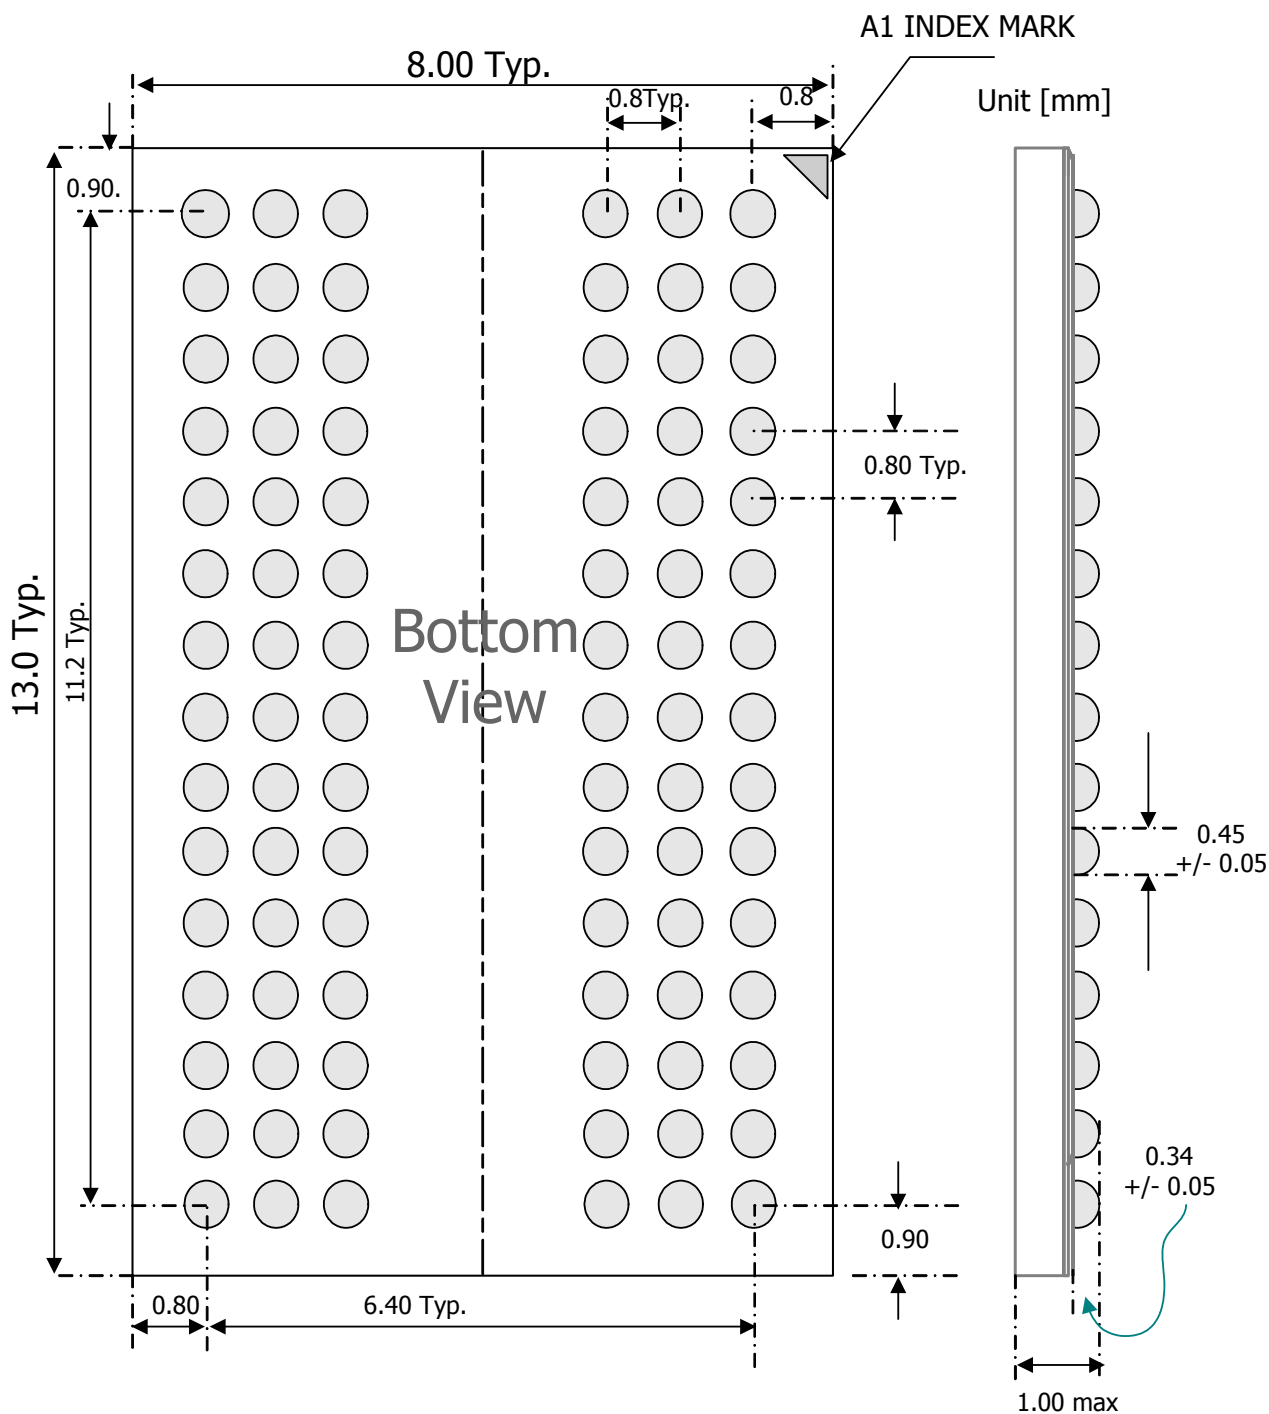 A1 INDEX MARK
8.00 Typ.
0.8Typ.
0.8
Unit [mm]
0.90.
0.80 Typ.
13.0 Typ.
11.2 Typ.
Bottom
View
0.45
+/- 0.05
0.34
+/- 0.05
0.90
0.80
6.40 Typ.
1.00 max